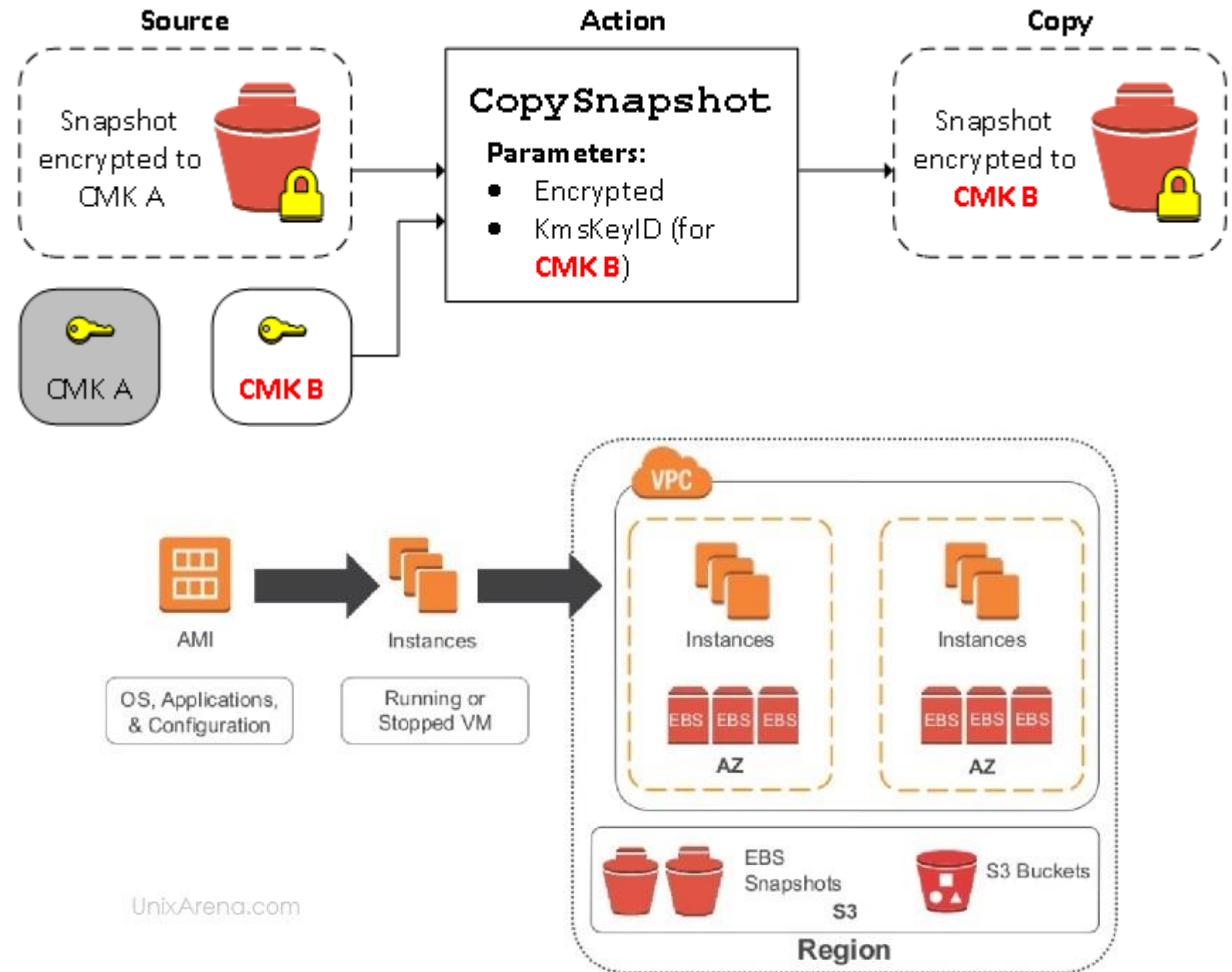 Source
Action
Copy
Snapshot
encrypted to
CMK A
CopySnapshot
Parameters:
• Encrypted
• KmsKeyID (for
CMK B)
Snapshot
encrypted to
CMK B
CMK A
CMK B
VPC
AMI
Instances
Instances
Instances
OS, Applications,
& Configuration
Running or
Stopped VM
EBS EBS EBS
EBS EBS EBS
AZ
AZ
EBS
Snapshots
S3
S3 Buckets
Region
UnixArena.com